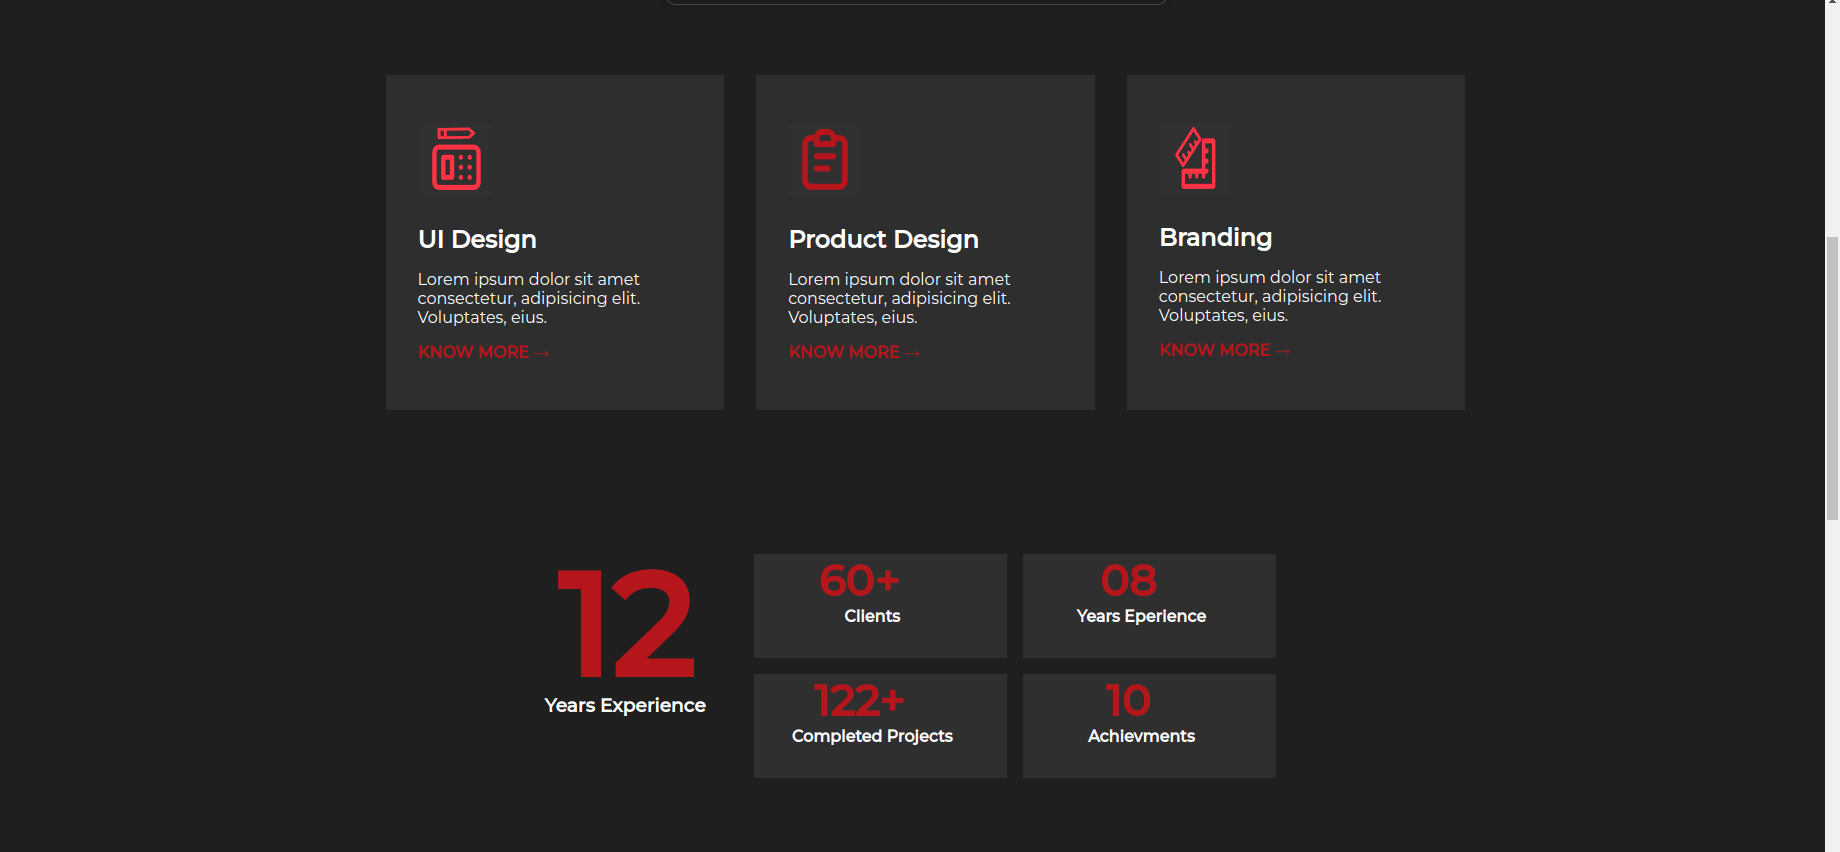 UI Design
Lorem ipsum dolor sit amet
consectetur, adipisicing elit.
Voluptates, eius.
KNOW MORE →
Product Design
Lorem ipsum dolor sit amet
consectetur, adipisicing elit.
Voluptates, eius.
KNOW MORE →
Branding
Lorem ipsum dolor sit amet
consectetur, adipisicing elit.
Voluptates, eius.
KNOW MORE →
12
Years Experience
60+
Clients
08
Years Eperience
122+
Completed Projects
10
Achievments